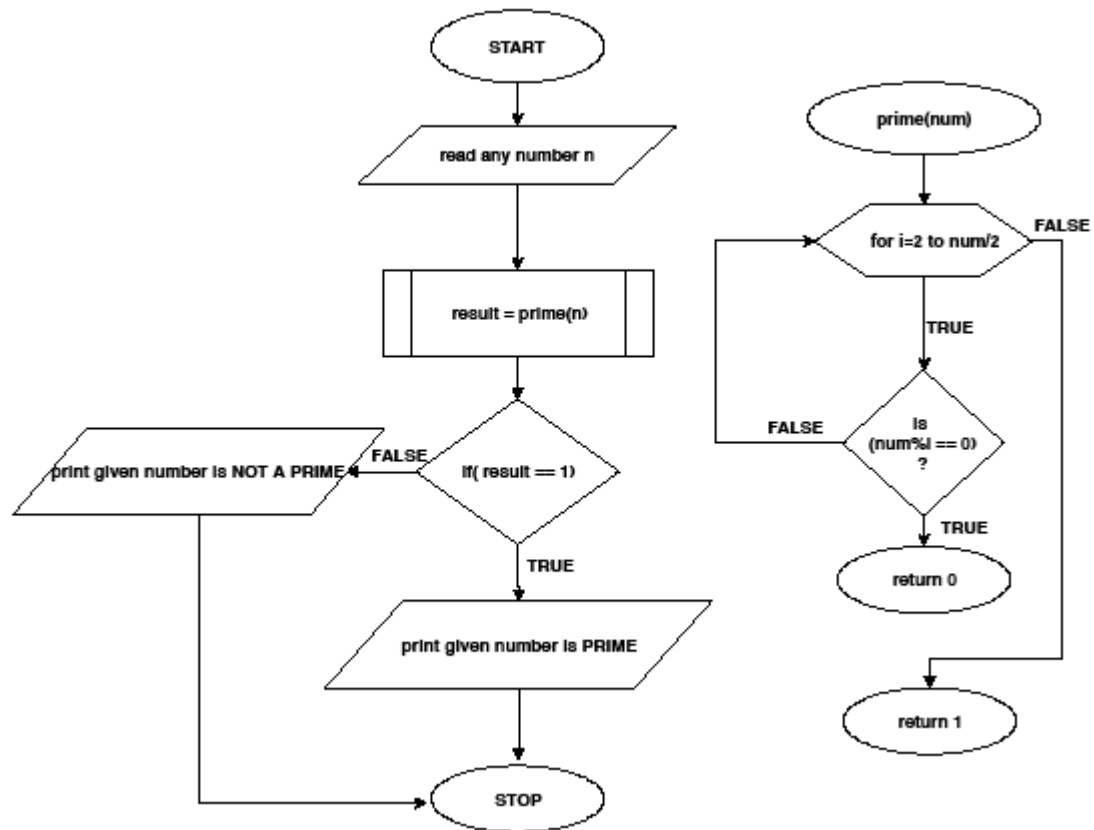 START
read any number n
result = prime(n)
if( result == 1)
FALSE
print given number is NOT A PRIME
TRUE
print given number is PRIME
STOP
prime(num)
for i=2 to num/2
FALSE
TRUE
is
(num%i == 0)
?
FALSE
TRUE
return 0
return 1